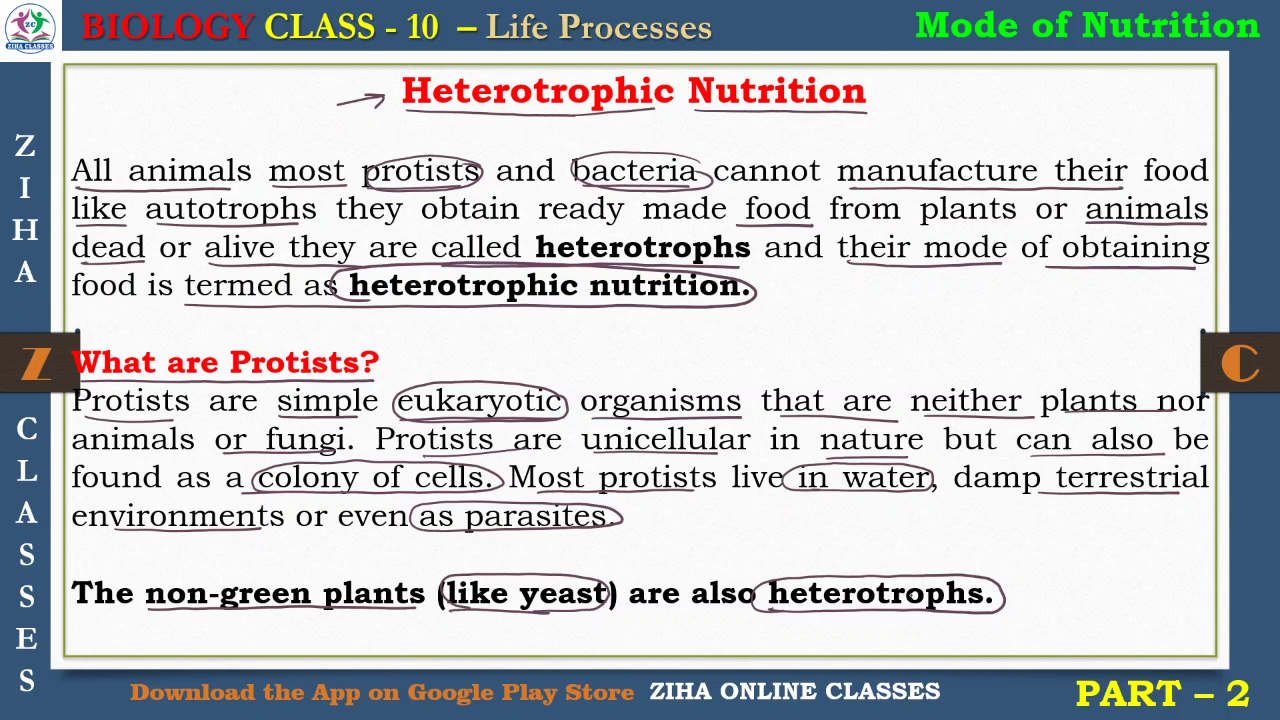 ZC
ZIHA CLASSES
BIOLOGY CLASS - 10 – Life Processes
Mode of Nutrition
Heterotrophic Nutrition
All animals most protists and bacteria cannot manufacture their food
like autotrophs they obtain ready made food from plants or animals
dead or alive they are called heterotrophs and their mode of obtaining
food is termed as heterotrophic nutrition.
What are Protists?
Protists are simple eukaryotic organisms that are neither plants nor
animals or fungi. Protists are unicellular in nature but can also be
found as a colony of cells. Most protists live in water, damp terrestrial
environments or even as parasites.
The non-green plants (like yeast) are also heterotrophs.
Z
I
H
A
Z
C
L
A
S
S
E
S
C
Download the App on Google Play Store ZIHA ONLINE CLASSES
PART – 2